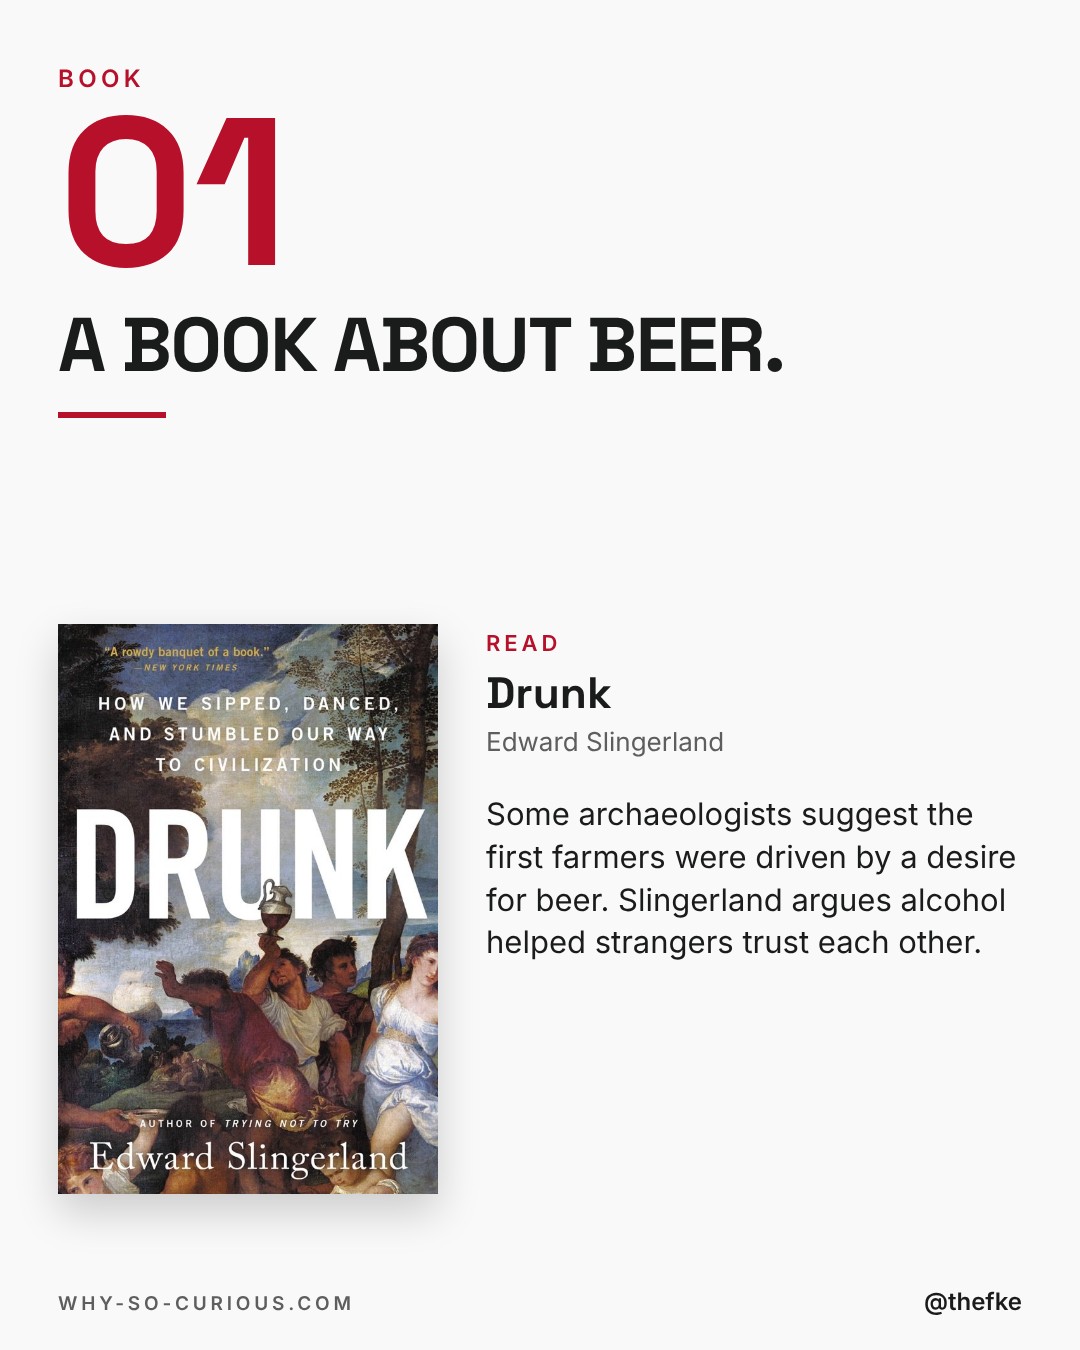 BOOK
01
A BOOK ABOUT BEER.
“A rowdy banquet of a book.”
—NEW YORK TIMES
HOW WE SIPPED, DANCED,
AND STUMBLED OUR WAY
TO CIVILIZATION
DRUNK
AUTHOR OF TRYING NOT TO TRY
Edward Slingerland
READ
Drunk
Edward Slingerland
Some archaeologists suggest the
first farmers were driven by a desire
for beer. Slingerland argues alcohol
helped strangers trust each other.
WHY-SO-CURIOUS.COM
@thefke